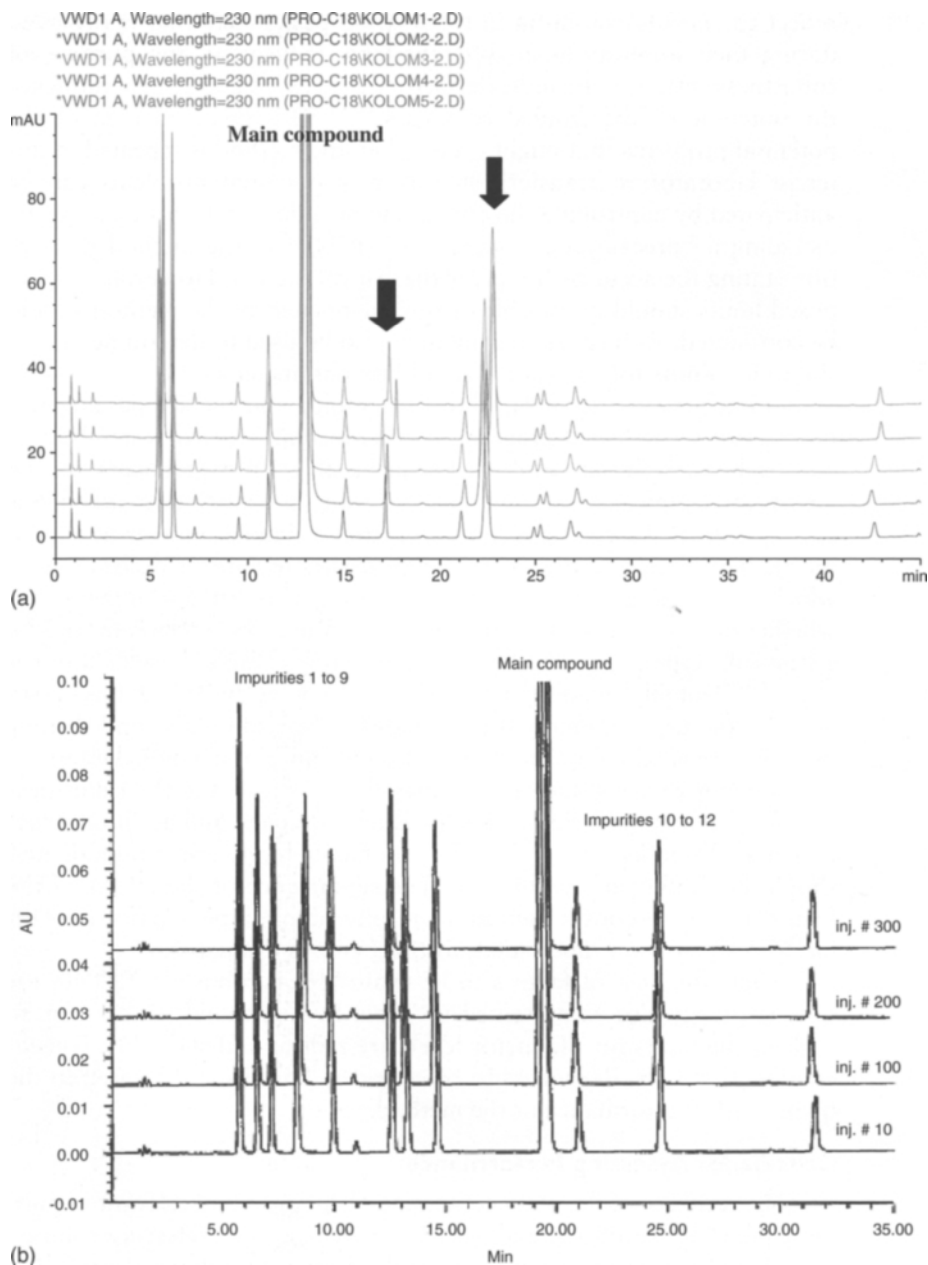 VWD1 A, Wavelength=230 nm (PRO-C18\KOLOM1-2.D)
*VWD1 A, Wavelength=230 nm (PRO-C18\KOLOM2-2.D)
*VWD1 A, Wavelength=230 nm (PRO-C18\KOLOM3-2.D)
*VWD1 A, Wavelength=230 nm (PRO-C18\KOLOM4-2.D)
*VWD1 A, Wavelength=230 nm (PRO-C18\KOLOM5-2.D)
mAU
Main compound
80
60
40
20
0
0 5 10 15 20 25 30 35 40 min
(a)
Main compound
Impurities 1 to 9
Impurities 10 to 12
0.10
0.09
0.08
0.07
0.06
0.05
0.04
0.03
0.02
0.01
0.00
-0.01
AU
inj. # 300
inj. # 200
inj. # 100
inj. # 10
5.00 10.00 15.00 20.00 25.00 30.00 35.00
Min
(b)